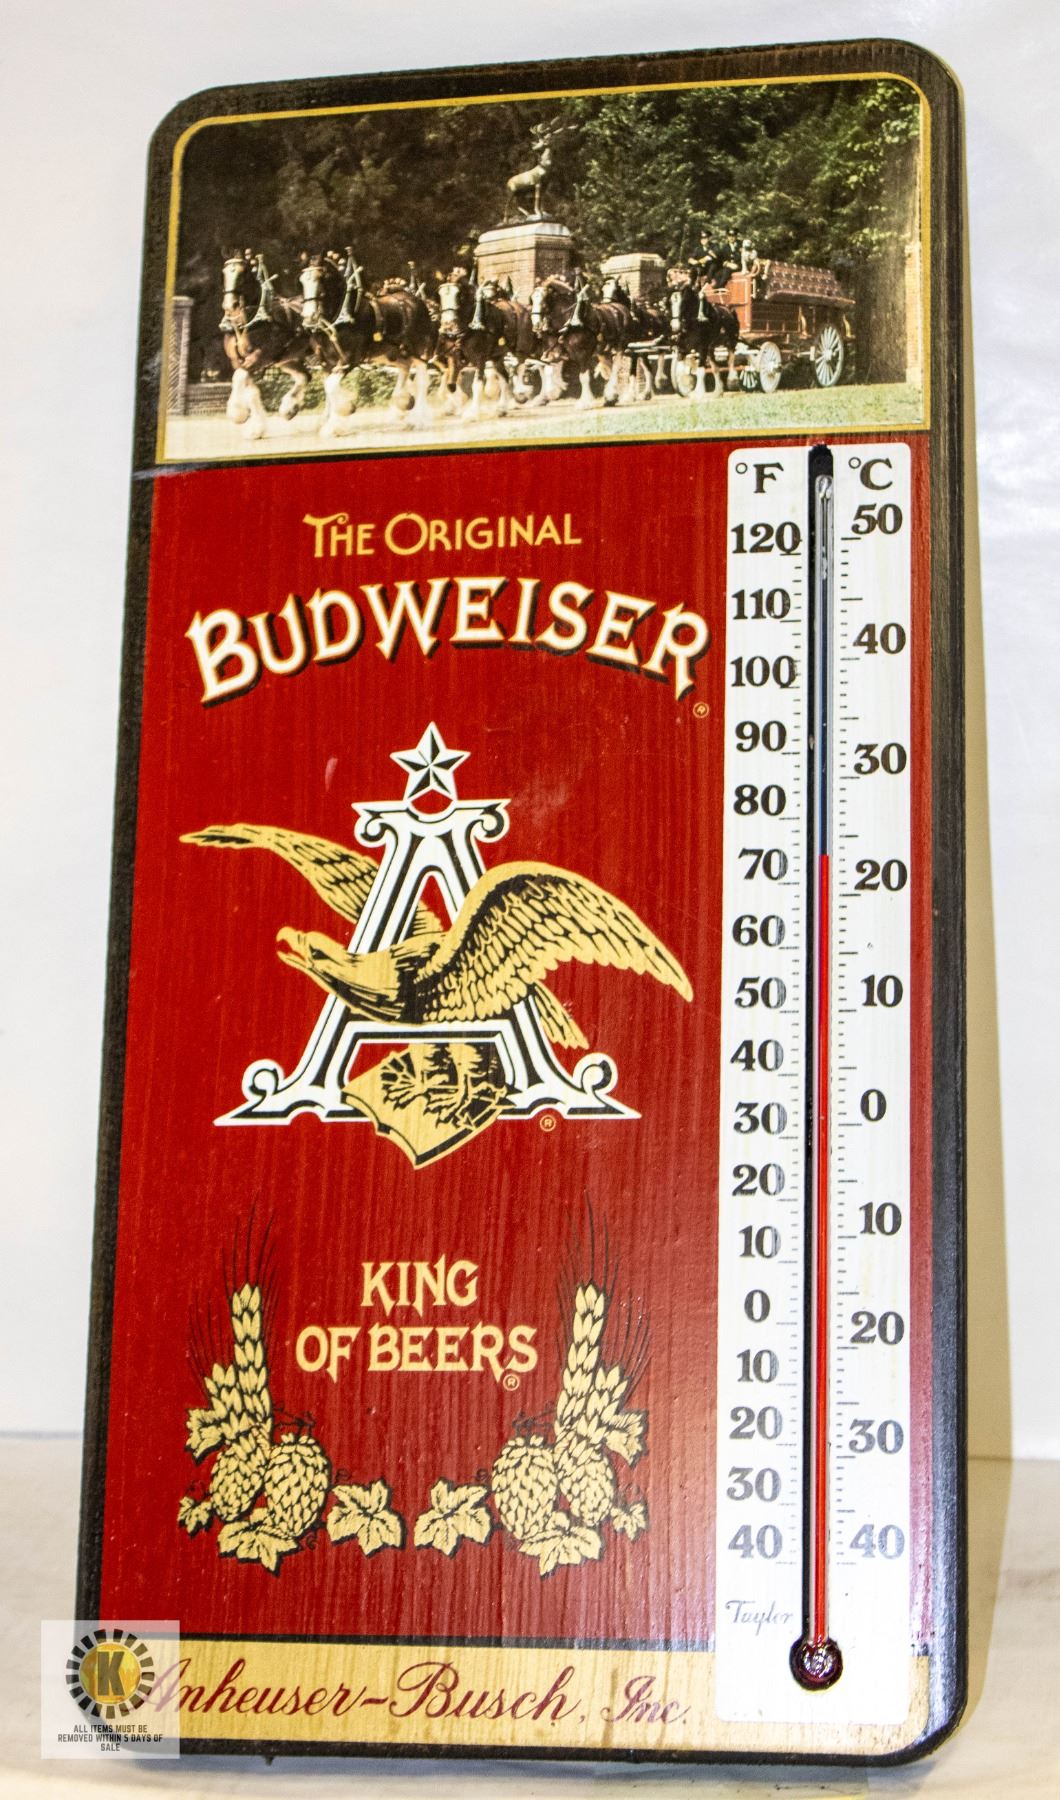 °F °C
120 50
110
100 40
90
80 30
70 20
60
50 10
40
30 0
20
10 10
0
10 20
20
30 30
40 40
Taylor
THE ORIGINAL
BUDWEISER®
A
®
KING
OF BEERS®
Anheuser-Busch, Inc.
K
ALL ITEMS MUST BE
REMOVED WITHIN 5 DAYS OF
SALE